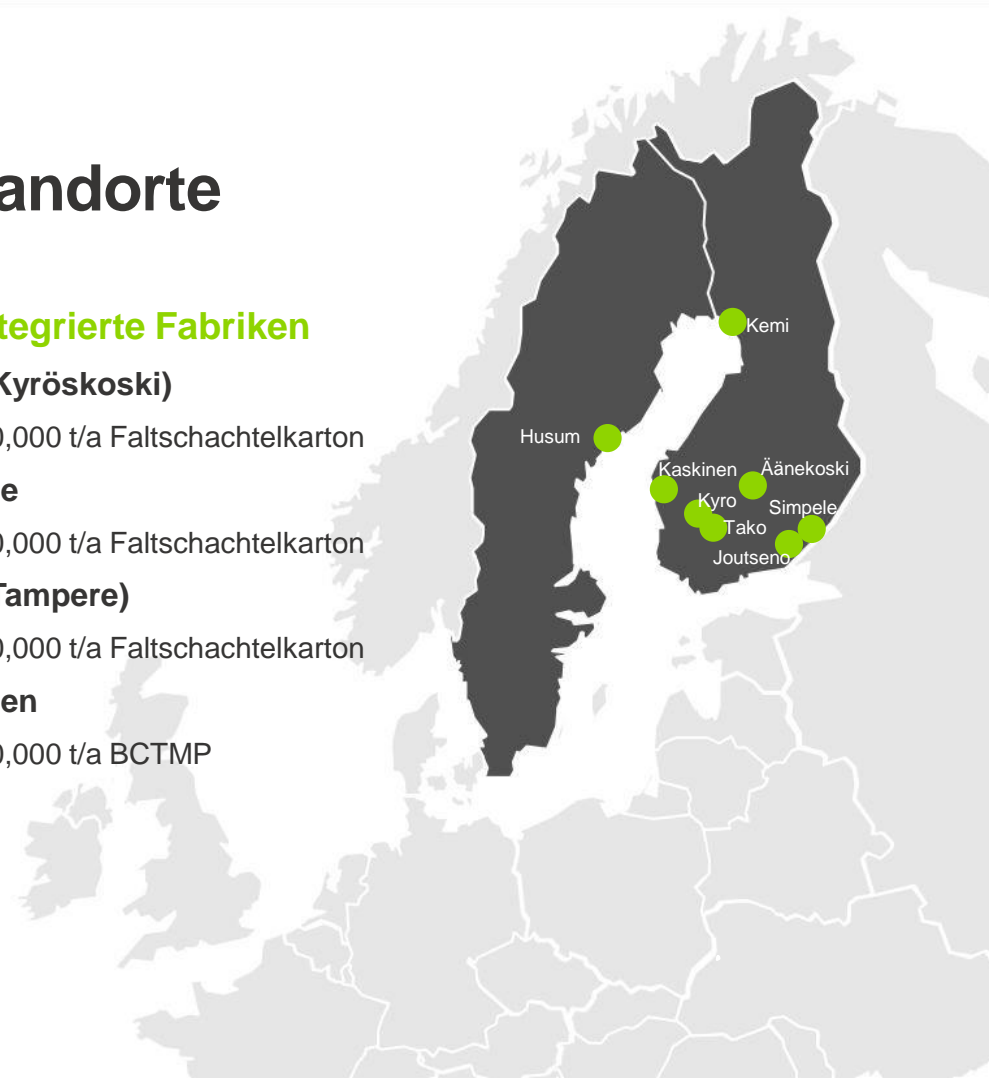 andorte
tegrierte Fabriken
Kyröskoski)
0,000 t/a Faltschachtelkarton
e
0,000 t/a Faltschachtelkarton
Tampere)
0,000 t/a Faltschachtelkarton
en
0,000 t/a BCTMP
Kemi
Husum
Kaskinen
Äänekoski
Kyro
Simpele
Tako
Joutseno